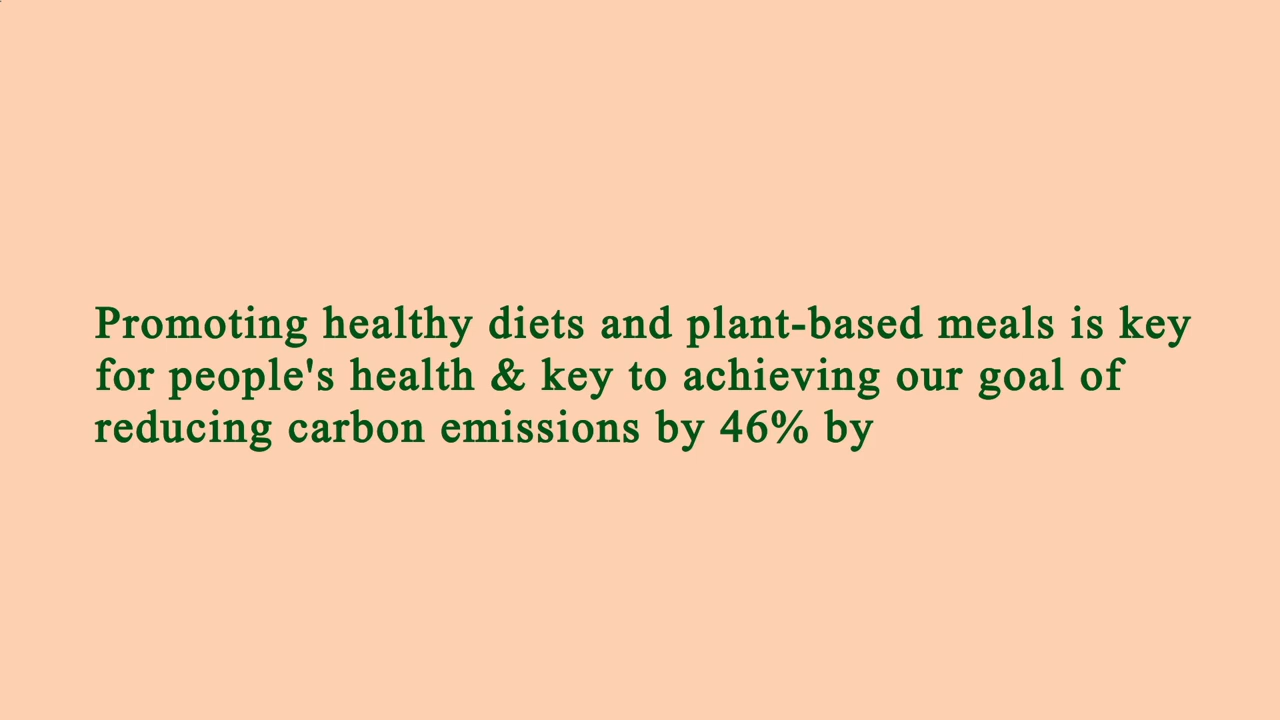 Promoting healthy diets and plant-based meals is key
for people's health & key to achieving our goal of
reducing carbon emissions by 46% by